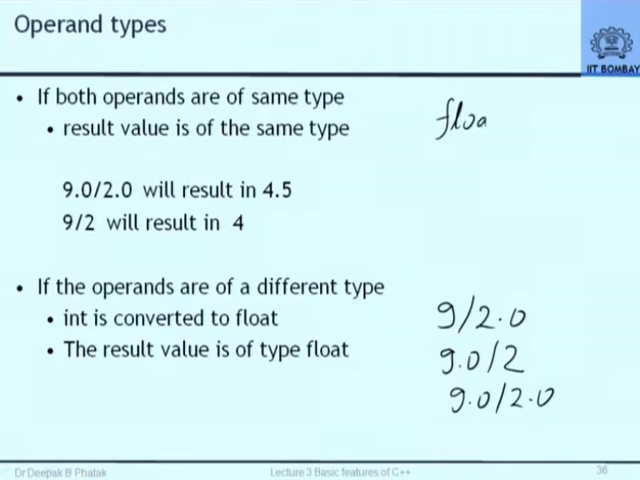 Operand types
IIT BOMBAY
• If both operands are of same type
• result value is of the same type
floa
9.0/2.0 will result in 4.5
9/2 will result in 4
• If the operands are of a different type
• int is converted to float
• The result value is of type float
9/2.0
9.0/2
9.0/2.0
Dr Deepak B Phatak
Lecture 3 Basic features of C++
36